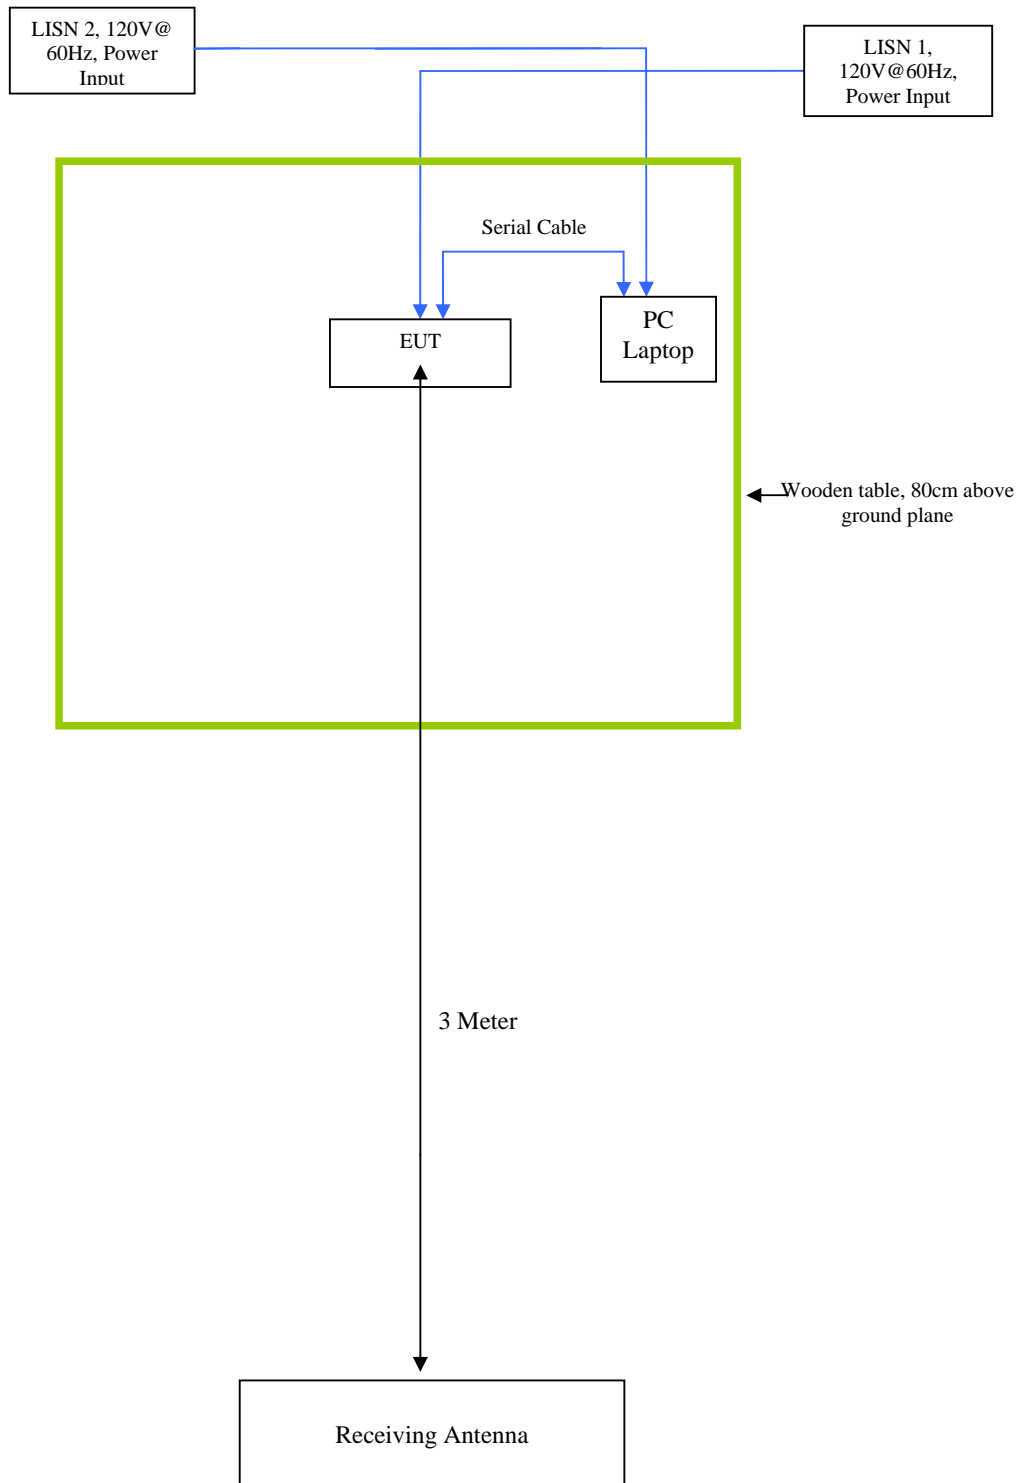 LISN 2, 120V@
60Hz, Power
Input
LISN 1,
120V@60Hz,
Power Input
Serial Cable
EUT
PC
Laptop
Wooden table, 80cm above
ground plane
3 Meter
Receiving Antenna